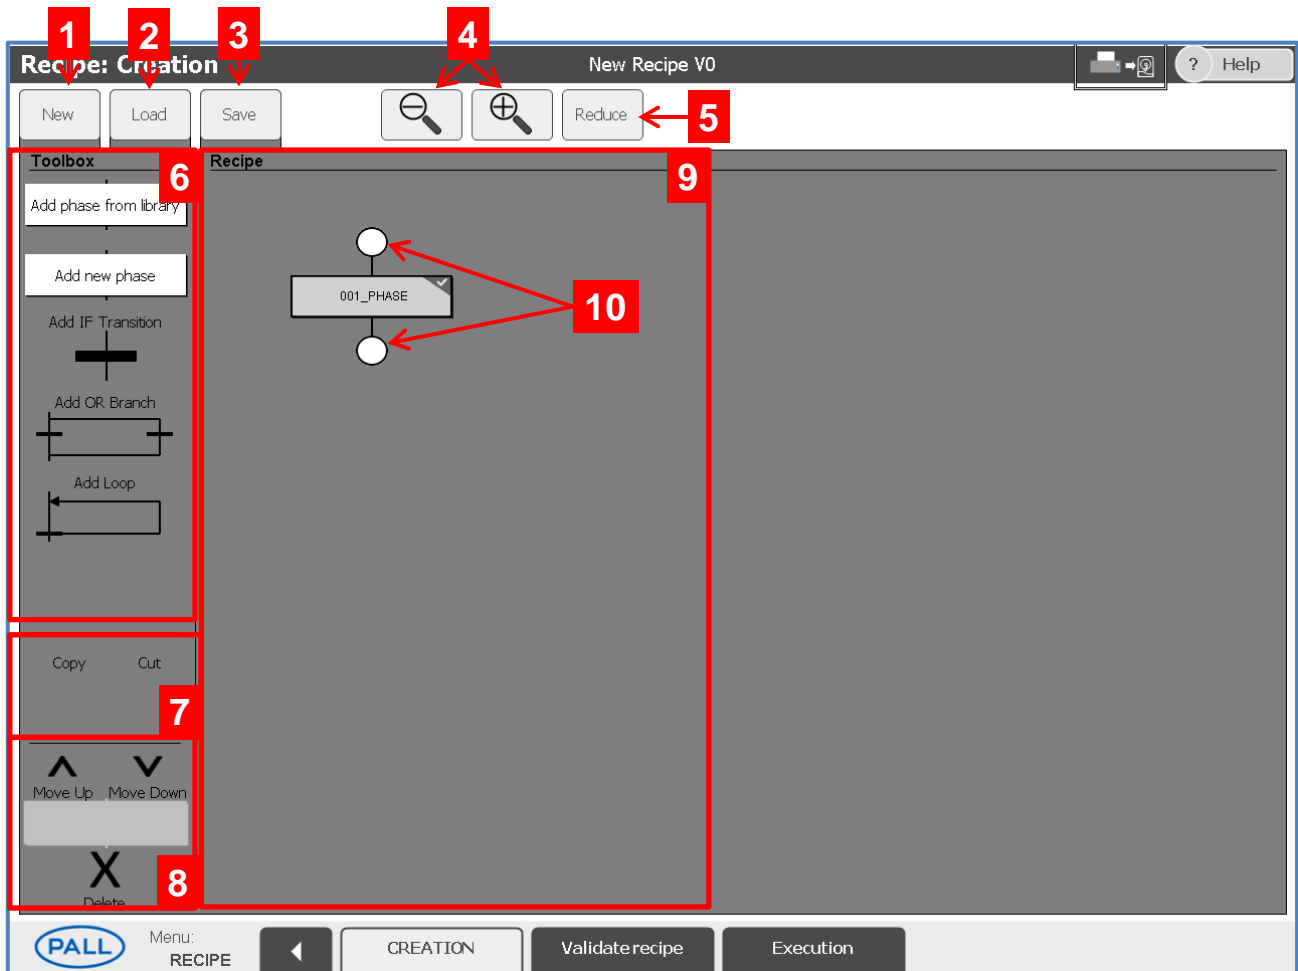 1 2 3 4
Recipe: Creation New Recipe V0 ? Help
New Load Save Reduce 5
Toolbox 6 Recipe 9
Add phase from library
Add new phase
001_PHASE 10
Add IF Transition
Add OR Branch
Add Loop
Copy Cut
7
Move Up Move Down
X 8
Delete
PALL Menu:
RECIPE CREATION Validate recipe Execution